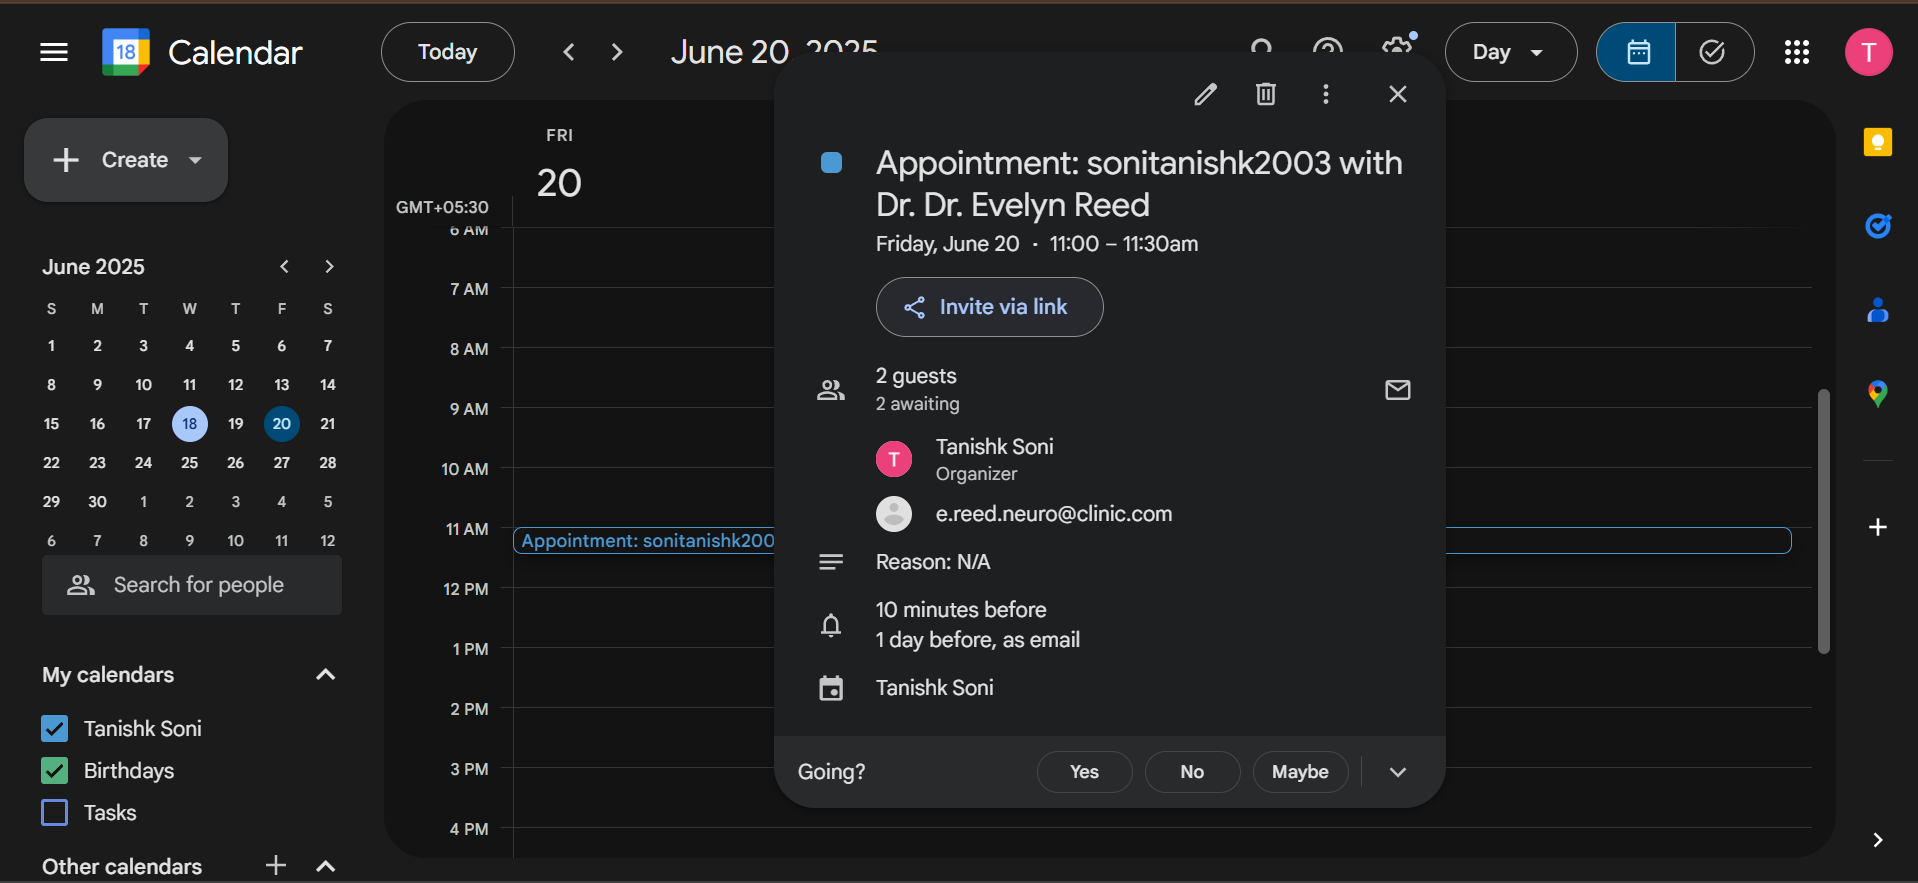 18 Calendar
Today
June 20, 2025
Day
T
Create
FRI
20
GMT+05:30
6 AM
7 AM
8 AM
9 AM
10 AM
11 AM
12 PM
1 PM
2 PM
3 PM
4 PM
Appointment: sonitanishk200
June 2025
S M T W T F S
1 2 3 4 5 6 7
8 9 10 11 12 13 14
15 16 17 18 19 20 21
22 23 24 25 26 27 28
29 30 1 2 3 4 5
6 7 8 9 10 11 12
Search for people
My calendars
Tanishk Soni
Birthdays
Tasks
Other calendars
Appointment: sonitanishk2003 with
Dr. Dr. Evelyn Reed
Friday, June 20 · 11:00 – 11:30am
Invite via link
2 guests
2 awaiting
T
Tanishk Soni
Organizer
e.reed.neuro@clinic.com
Reason: N/A
10 minutes before
1 day before, as email
Tanishk Soni
Going?
Yes
No
Maybe